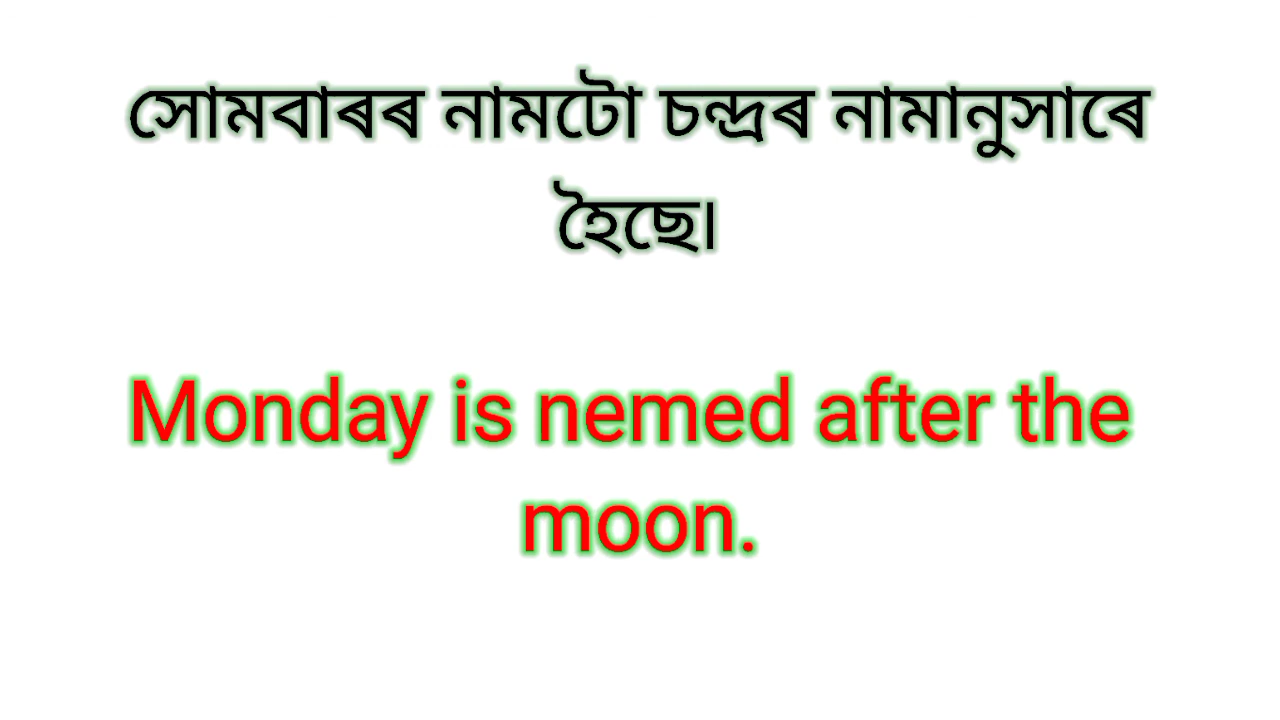 সোমবাৰৰ নামটো চন্দ্ৰৰ নামানুসাৰে
হৈছে।
Monday is nemed after the
moon.